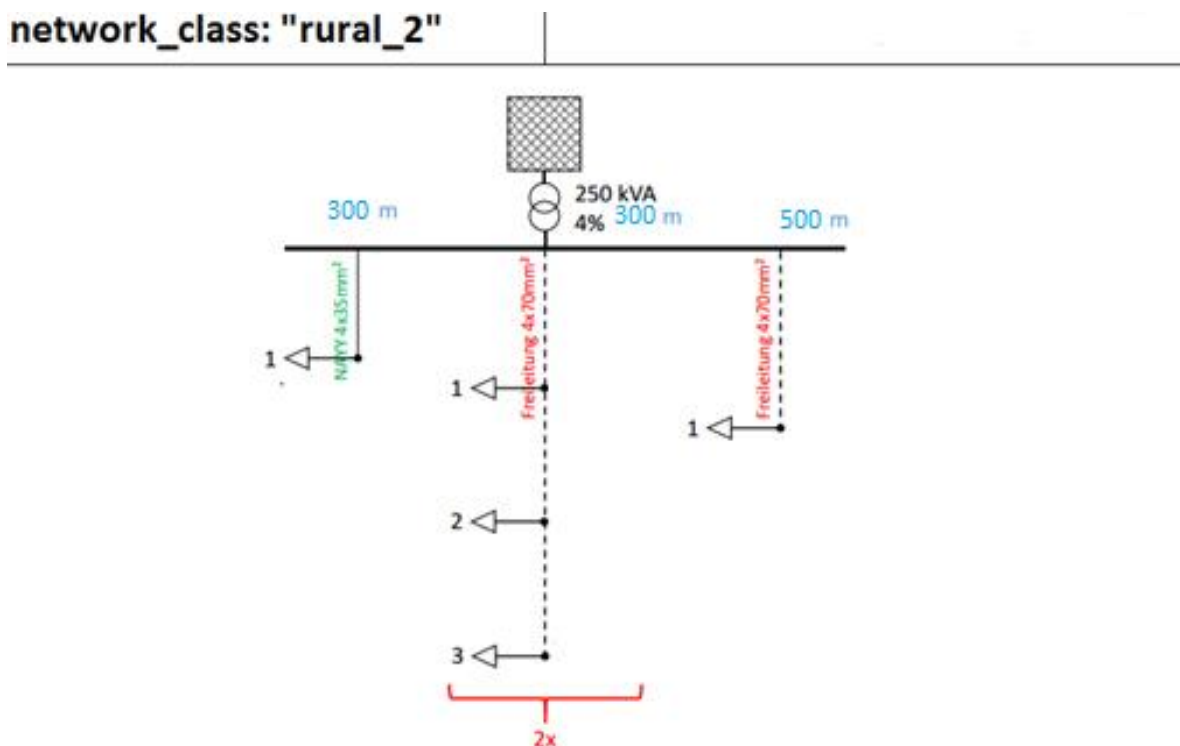 network_class: "rural_2"
250 kVA
4%
300 m
300 m
500 m
NAYY 4x35mm²
Freileitung 4x70mm²
Freileitung 4x70mm²
1
1
1
2
3
2x